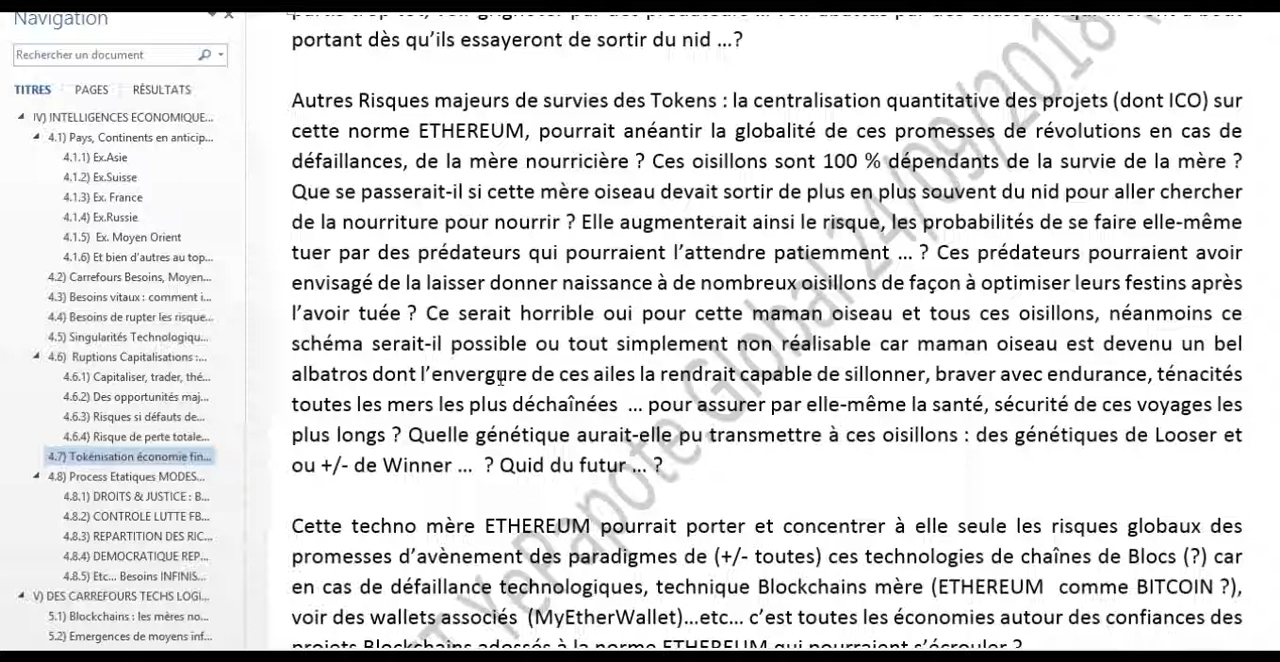 Navigation
Rechercher un document
TITRES PAGES RÉSULTATS
IV) INTELLIGENCES ECONOMIQUE...
4.1) Pays, Continents en anticip...
4.1.1) Ex.Asie
4.1.2) Ex.Suisse
4.1.3) Ex. France
4.1.4) Ex.Russie
4.1.5) Ex. Moyen Orient
4.1.6) Et bien d'autres au top...
4.2) Carrefours Besoins, Moyen...
4.3) Besoins vitaux : comment i...
4.4) Besoins de rupter les risque...
4.5) Singularités Technologiqu...
4.6) Ruptions Capitalisations :...
4.6.1) Capitaliser, trader, thé...
4.6.2) Des opportunités maj...
4.6.3) Risques si défauts de...
4.6.4) Risque de perte totale...
4.7) Tokénisation économie fin...
4.8) Process Etatiques MODES...
4.8.1) DROITS & JUSTICE : B...
4.8.2) CONTROLE LUTTE FB...
4.8.3) REPARTITION DES RIC...
4.8.4) DEMOCRATIQUE REP...
4.8.5) Etc... Besoins INFINIS...
V) DES CARREFOURS TECHS LOGI...
5.1) Blockchains : les mères no...
5.2) Emergences de moyens inf...
portant dès qu'ils essayeront de sortir du nid ...?
Autres Risques majeurs de survies des Tokens : la centralisation quantitative des projets (dont ICO) sur
cette norme ETHEREUM, pourrait anéantir la globalité de ces promesses de révolutions en cas de
défaillances, de la mère nourricière ? Ces oisillons sont 100 % dépendants de la survie de la mère ?
Que se passerait-il si cette mère oiseau devait sortir de plus en plus souvent du nid pour aller chercher
de la nourriture pour nourrir ? Elle augmenterait ainsi le risque, les probabilités de se faire elle-même
tuer par des prédateurs qui pourraient l'attendre patiemment ... ? Ces prédateurs pourraient avoir
envisagé de la laisser donner naissance à de nombreux oisillons de façon à optimiser leurs festins après
l'avoir tuée ? Ce serait horrible oui pour cette maman oiseau et tous ces oisillons, néanmoins ce
schéma serait-il possible ou tout simplement non réalisable car maman oiseau est devenu un bel
albatros dont l'envergure de ces ailes la rendrait capable de sillonner, braver avec endurance, ténacités
toutes les mers les plus déchaînées ... pour assurer par elle-même la santé, sécurité de ces voyages les
plus longs ? Quelle génétique aurait-elle pu transmettre à ces oisillons : des génétiques de Looser et
ou +/- de Winner ... ? Quid du futur ... ?
Cette techno mère ETHEREUM pourrait porter et concentrer à elle seule les risques globaux des
promesses d'avènement des paradigmes de (+/- toutes) ces technologies de chaînes de Blocs (?) car
en cas de défaillance technologiques, technique Blockchains mère (ETHEREUM comme BITCOIN ?),
voir des wallets associés (MyEtherWallet)...etc... c'est toutes les économies autour des confiances des
projets Blockchains adossés à la norme ETHEREUM qui pourraient s'écrouler ?
YePapote.Global 24/09/2018